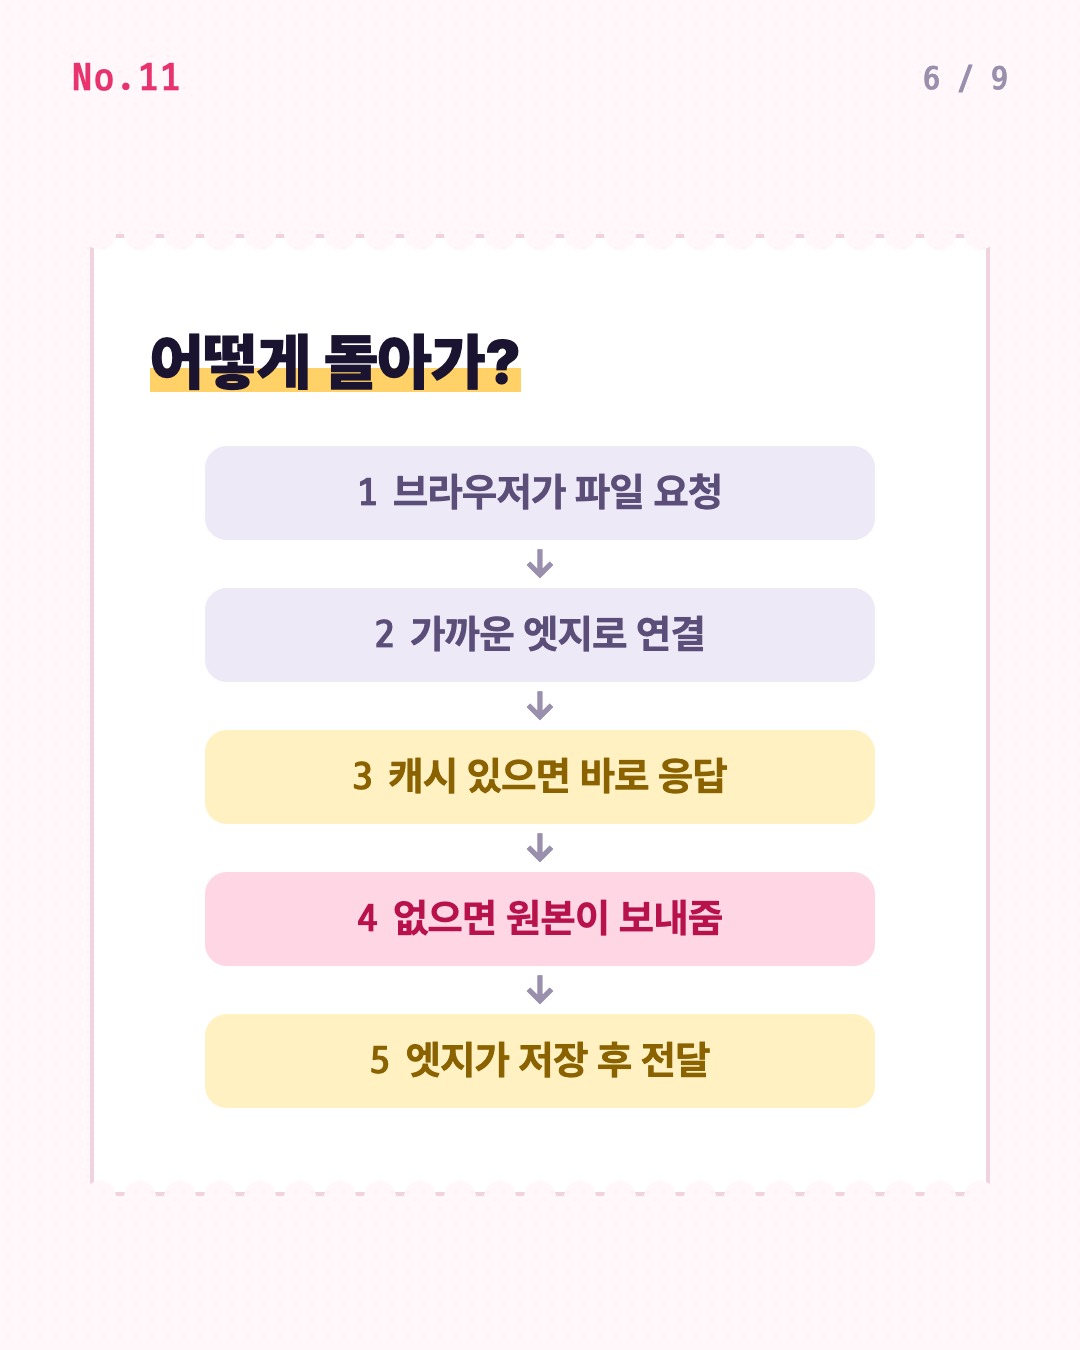 No.11
6 / 9
어떻게 돌아가?
1 브라우저가 파일 요청
↓
2 가까운 엣지로 연결
↓
3 캐시 있으면 바로 응답
↓
4 없으면 원본이 보내줌
↓
5 엣지가 저장 후 전달